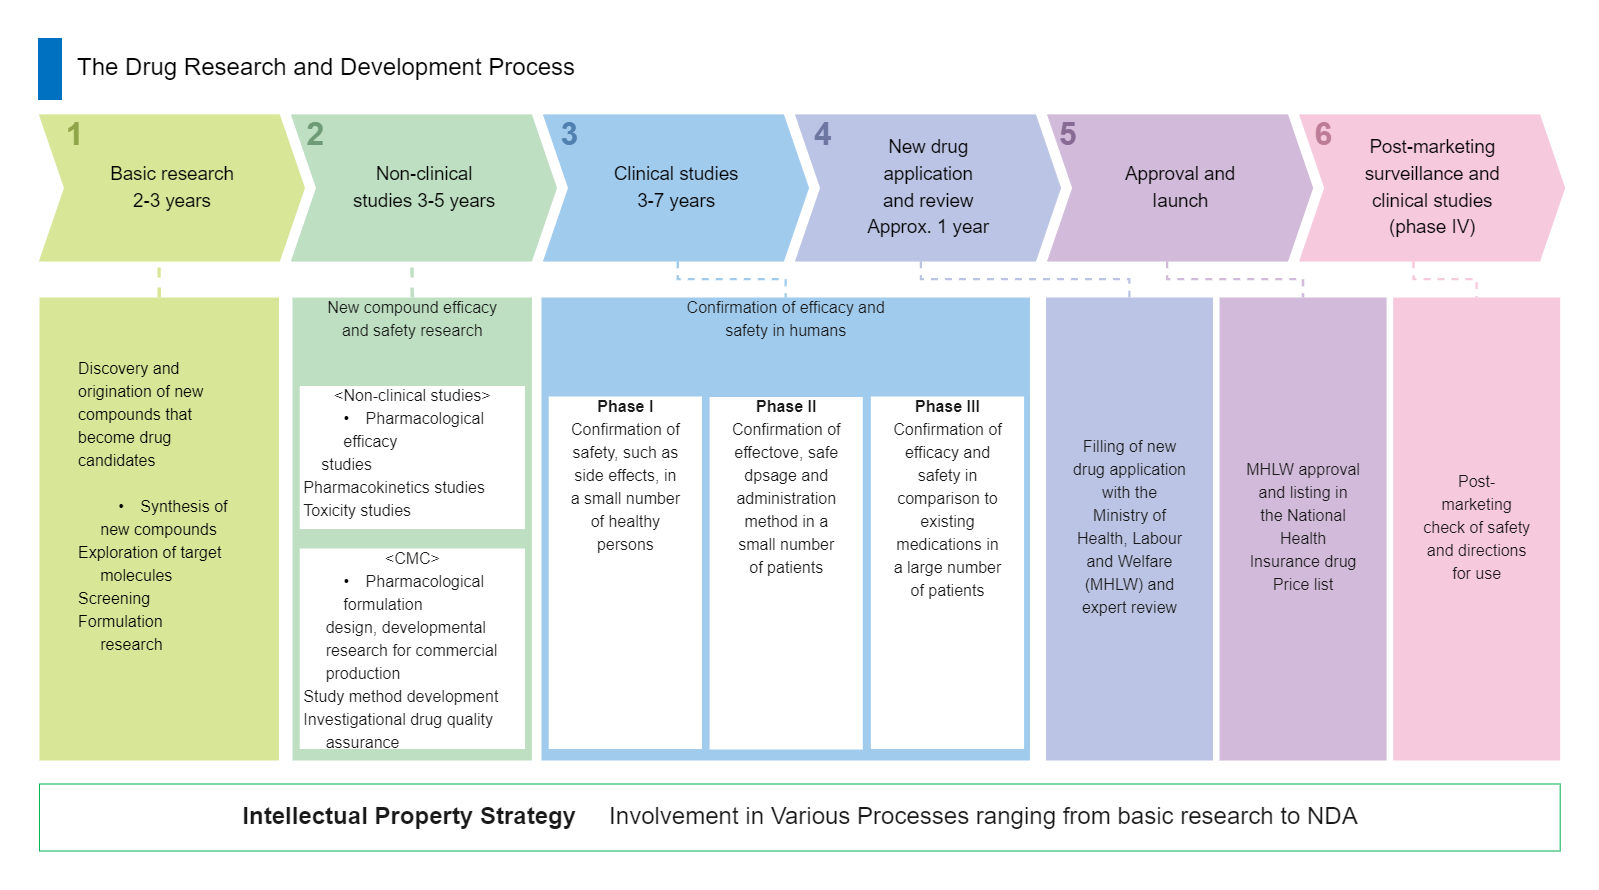 The Drug Research and Development Process
1
Basic research
2-3 years
2
Non-clinical
studies 3-5 years
3
Clinical studies
3-7 years
4
New drug
application
and review
Approx. 1 year
5
Approval and
launch
6
Post-marketing
surveillance and
clinical studies
(phase IV)
Discovery and
origination of new
compounds that
become drug
candidates
• Synthesis of
new compounds
Exploration of target
molecules
Screening
Formulation
research
New compound efficacy
and safety research
<Non-clinical studies>
• Pharmacological
efficacy
studies
Pharmacokinetics studies
Toxicity studies
<CMC>
• Pharmacological
formulation
design, developmental
research for commercial
production
Study method development
Investigational drug quality
assurance
Confirmation of efficacy and
safety in humans
Phase I
Confirmation of
safety, such as
side effects, in
a small number
of healthy
persons
Phase II
Confirmation of
effectove, safe
dpsage and
administration
method in a
small number
of patients
Phase III
Confirmation of
efficacy and
safety in
comparison to
existing
medications in
a large number
of patients
Filling of new
drug application
with the
Ministry of
Health, Labour
and Welfare
(MHLW) and
expert review
MHLW approval
and listing in
the National
Health
Insurance drug
Price list
Post-
marketing
check of safety
and directions
for use
Intellectual Property Strategy Involvement in Various Processes ranging from basic research to NDA